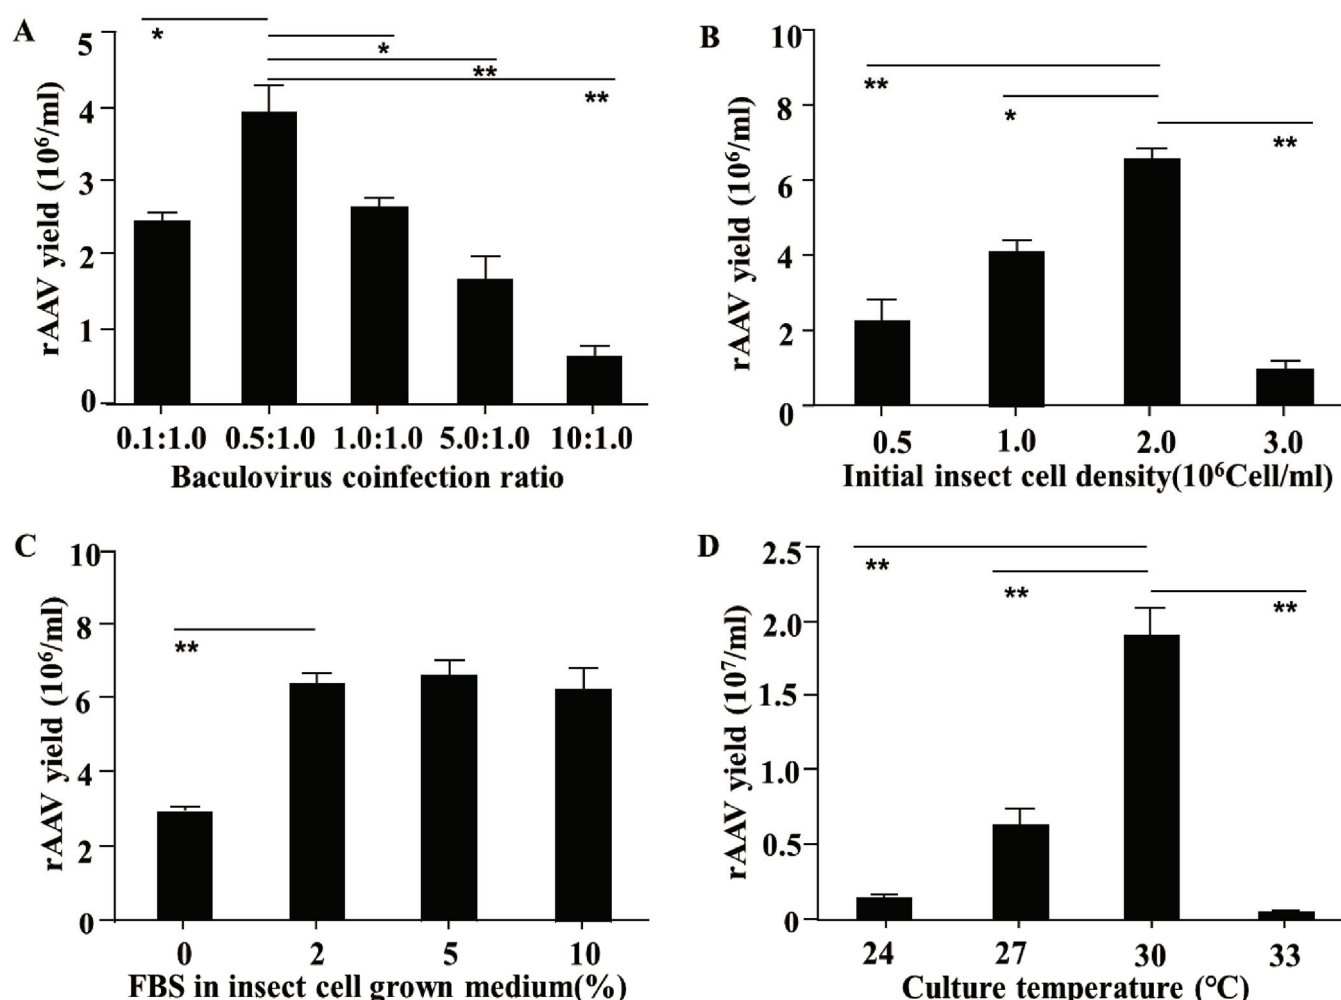 A
rAAV yield (10⁶/ml)
5
4
3
2
1
0
*
*
**
**
0.1:1.0 0.5:1.0 1.0:1.0 5.0:1.0 10:1.0
Baculovirus coinfection ratio
B
rAAV yield (10⁶/ml)
10
8
6
4
2
0
**
*
**
0.5 1.0 2.0 3.0
Initial insect cell density(10⁶Cell/ml)
C
rAAV yield (10⁶/ml)
10
8
6
4
2
0
**
0 2 5 10
FBS in insect cell grown medium(%)
D
rAAV yield (10⁷/ml)
2.5
2.0
1.5
1.0
0.5
0
**
**
**
24 27 30 33
Culture temperature (°C)